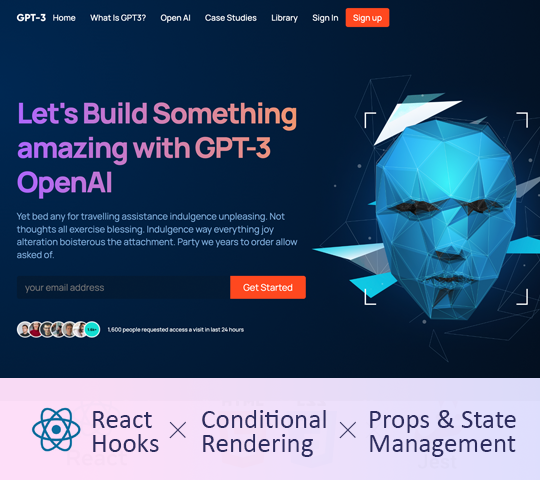 GPT-3 Home What Is GPT3? Open AI Case Studies Library Sign In Sign up
Let's Build Something
amazing with GPT-3
OpenAI
Yet bed any for travelling assistance indulgence unpleasing. Not
thoughts all exercise blessing. Indulgence way everything joy
alteration boisterous the attachment. Party we years to order allow
asked of.
your email address Get Started
1,600 people requested access a visit in last 24 hours
React
Hooks
Conditional
Rendering
Props & State
Management